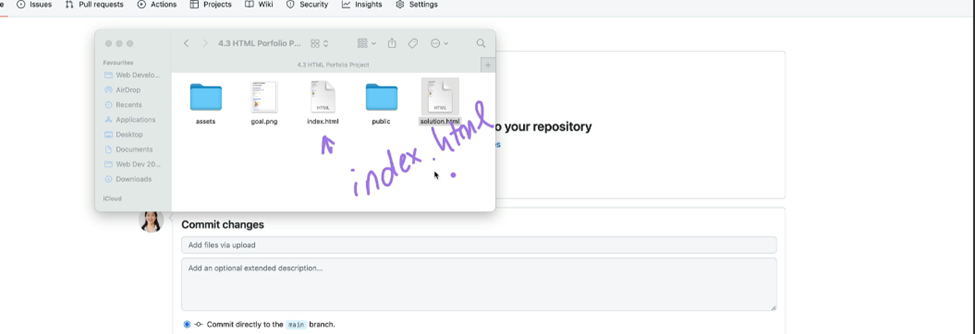 Issues
Pull requests
Actions
Projects
Wiki
Security
Insights
Settings
4.3 HTML Porfolio P...
4.3 HTML Porfolio Project
Favourites
Web Develo...
AirDrop
Recents
Applications
Desktop
Documents
Web Dev 20...
Downloads
iCloud
HTML
HTML
assets
goal.png
index.html
public
solution.html
index.html
o your repository
es
Commit changes
Add files via upload
Add an optional extended description...
Commit directly to the main branch.